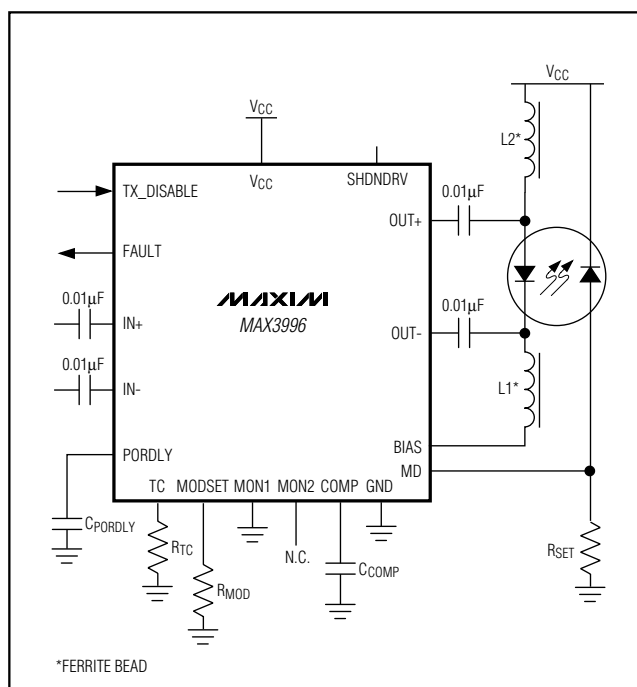 VCC
VCC
L2*
VCC
SHDNDRV
0.01µF
TX_DISABLE
OUT+
FAULT
0.01µF
MAXIM
MAX3996
0.01µF
IN+
OUT-
0.01µF
IN-
L1*
BIAS
PORDLY
MD
TC MODSET MON1 MON2 COMP GND
CPORDLY
RTC
N.C.
CCOMP
RSET
RMOD
*FERRITE BEAD